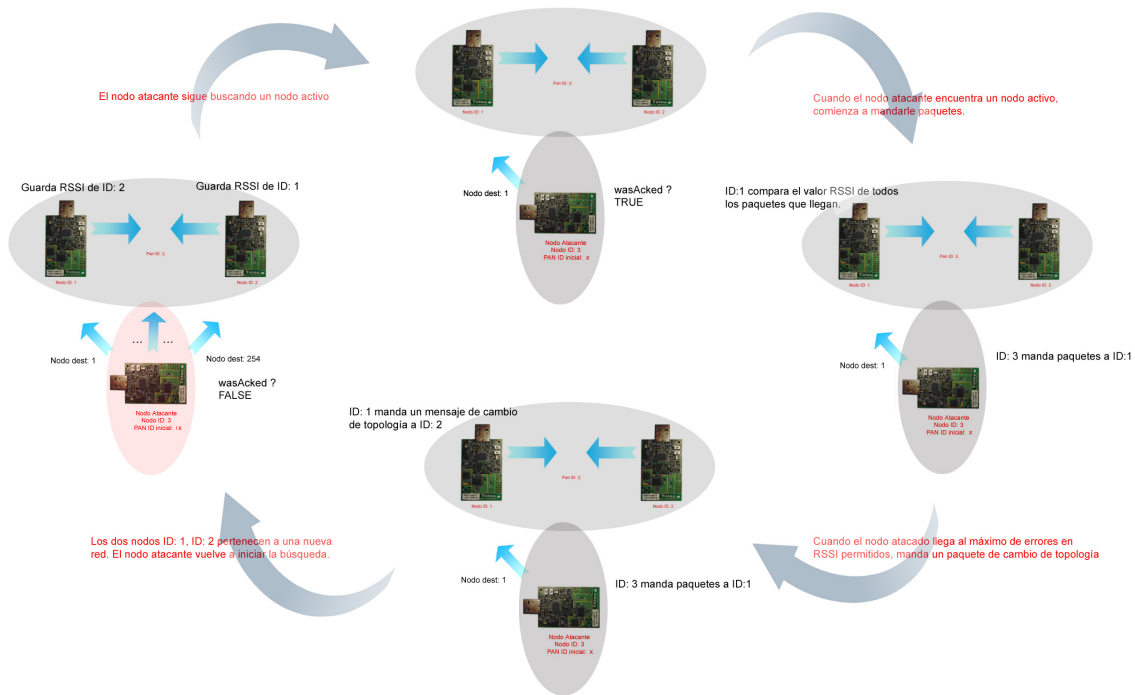 El nodo atacante sigue buscando un nodo activo
Pan ID: X
Nodo ID: 1
Nodo ID: 2
Cuando el nodo atacante encuentra un nodo activo,
comienza a mandarle paquetes.
Nodo dest: 1
wasAcked ?
TRUE
Nodo Atacante
Nodo ID: 3
PAN ID inicial: x
Guarda RSSI de ID: 2
Guarda RSSI de ID: 1
Pan ID: X
Nodo ID: 1
Nodo ID: 2
... ...
Nodo dest: 1
Nodo dest: 254
wasAcked ?
FALSE
Nodo Atacante
Nodo ID: 3
PAN ID inicial: !x
ID:1 compara el valor RSSI de todos
los paquetes que llegan.
Pan ID: X
Nodo ID: 1
Nodo ID: 2
Nodo dest: 1
ID: 3 manda paquetes a ID:1
Nodo Atacante
Nodo ID: 3
PAN ID inicial: x
ID: 1 manda un mensaje de cambio
de topología a ID: 2
Pan ID: X
Nodo ID: 1
Nodo ID: 2
Nodo dest: 1
ID: 3 manda paquetes a ID:1
Nodo Atacante
Nodo ID: 3
PAN ID inicial: x
Los dos nodos ID: 1, ID: 2 pertenecen a una nueva
red. El nodo atacante vuelve a iniciar la búsqueda.
Cuando el nodo atacado llega al máximo de errores en
RSSI permitidos, manda un paquete de cambio de topología